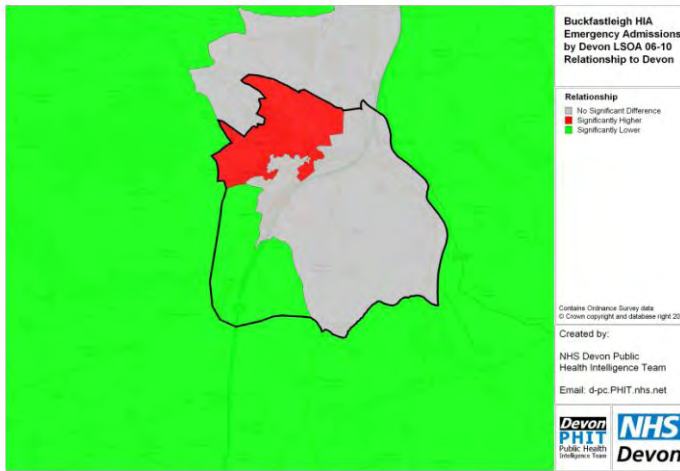 Buckfastleigh HIA
Emergency Admissions
by Devon LSOA 06-10
Relationship to Devon
Relationship
No Significant Difference
Significantly Higher
Significantly Lower
Contains Ordnance Survey data
© Crown copyright and database right 20
Created by:
NHS Devon Public
Health Intelligence Team
Email: d-pc.PHIT.nhs.net
Devon
PHIT
Public Health
Intelligence Team
NHS
Devon